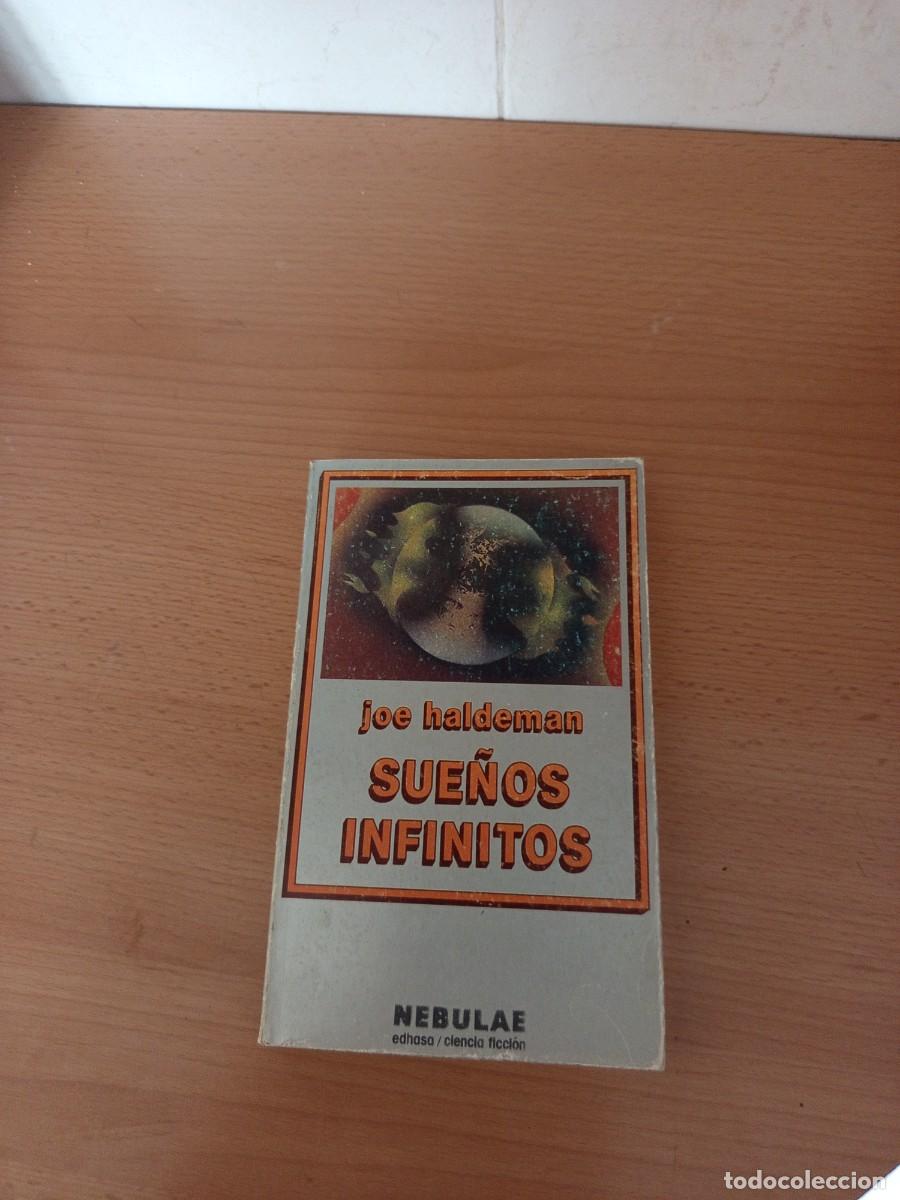 joe haldeman
SUEÑOS
INFINITOS
NEBULAE
edhasa / ciencia ficción
todocoleccion